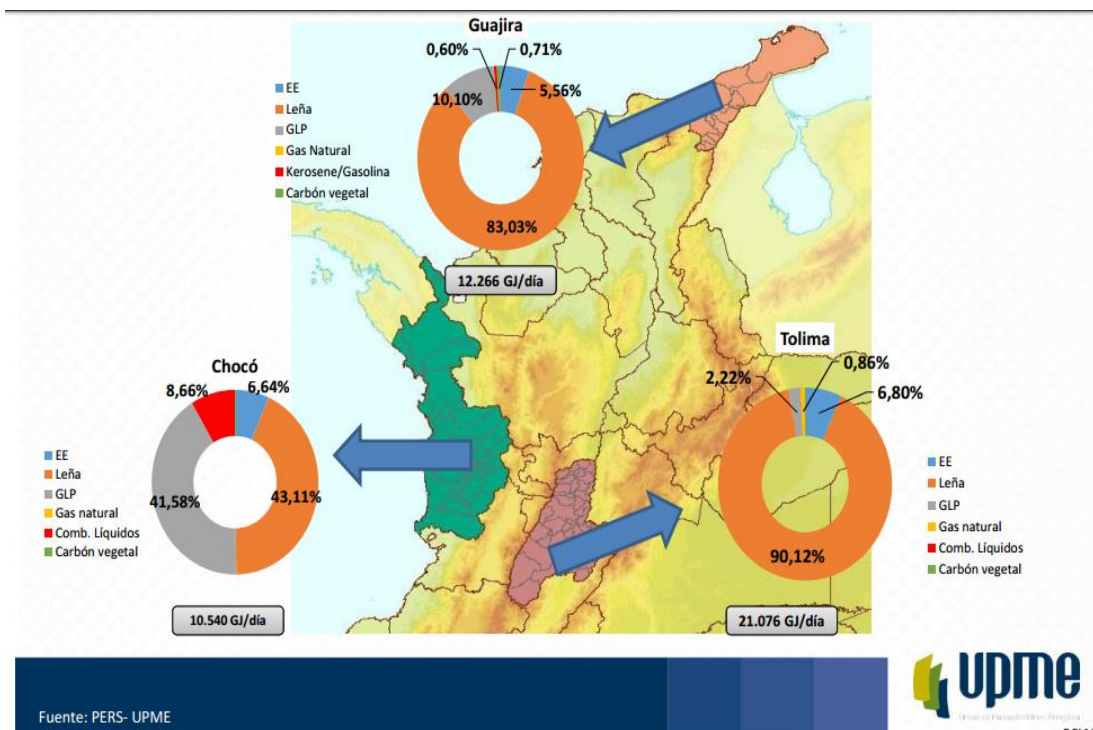 Guajira
0,60%
0,71%
5,56%
10,10%
83,03%
EE
Leña
GLP
Gas Natural
Kerosene/Gasolina
Carbón vegetal
12.266 GJ/día
Chocó
8,66%
6,64%
41,58%
43,11%
EE
Leña
GLP
Gas natural
Comb. Líquidos
Carbón vegetal
10.540 GJ/día
Tolima
0,86%
2,22%
6,80%
90,12%
EE
Leña
GLP
Gas natural
Comb. Líquidos
Carbón vegetal
21.076 GJ/día
Fuente: PERS- UPME
upme